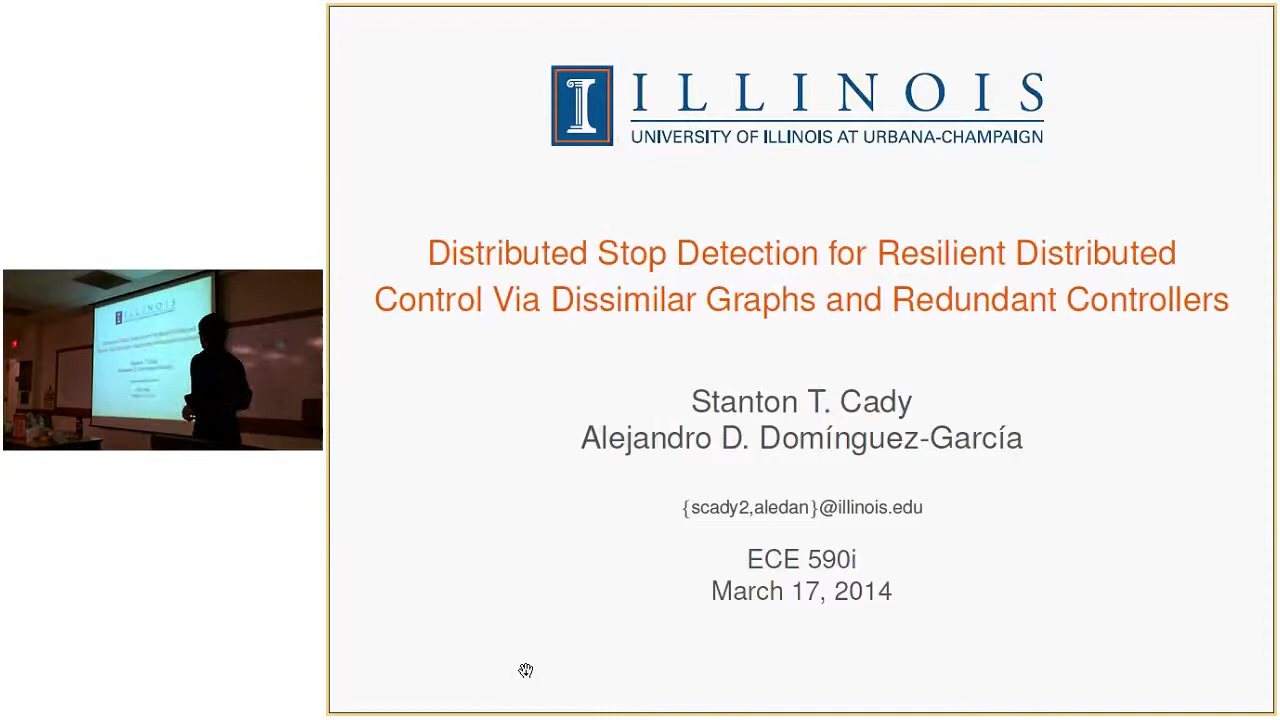 ILLINOIS
UNIVERSITY OF ILLINOIS AT URBANA-CHAMPAIGN
Distributed Stop Detection for Resilient Distributed
Control Via Dissimilar Graphs and Redundant Controllers
Stanton T. Cady
Alejandro D. Domínguez-García
{scady2,aledan}@illinois.edu
ECE 590i
March 17, 2014
ILLINOIS